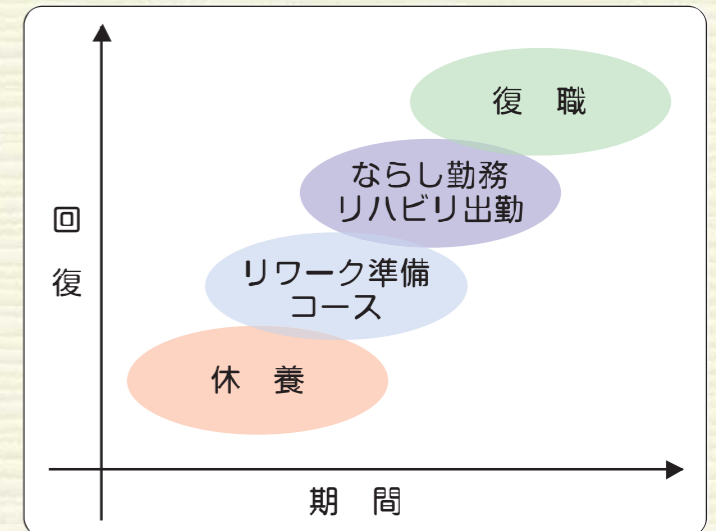 復　職
ならし勤務
リハビリ出勤
リワーク準備
コース
休　養
回
復
期　間